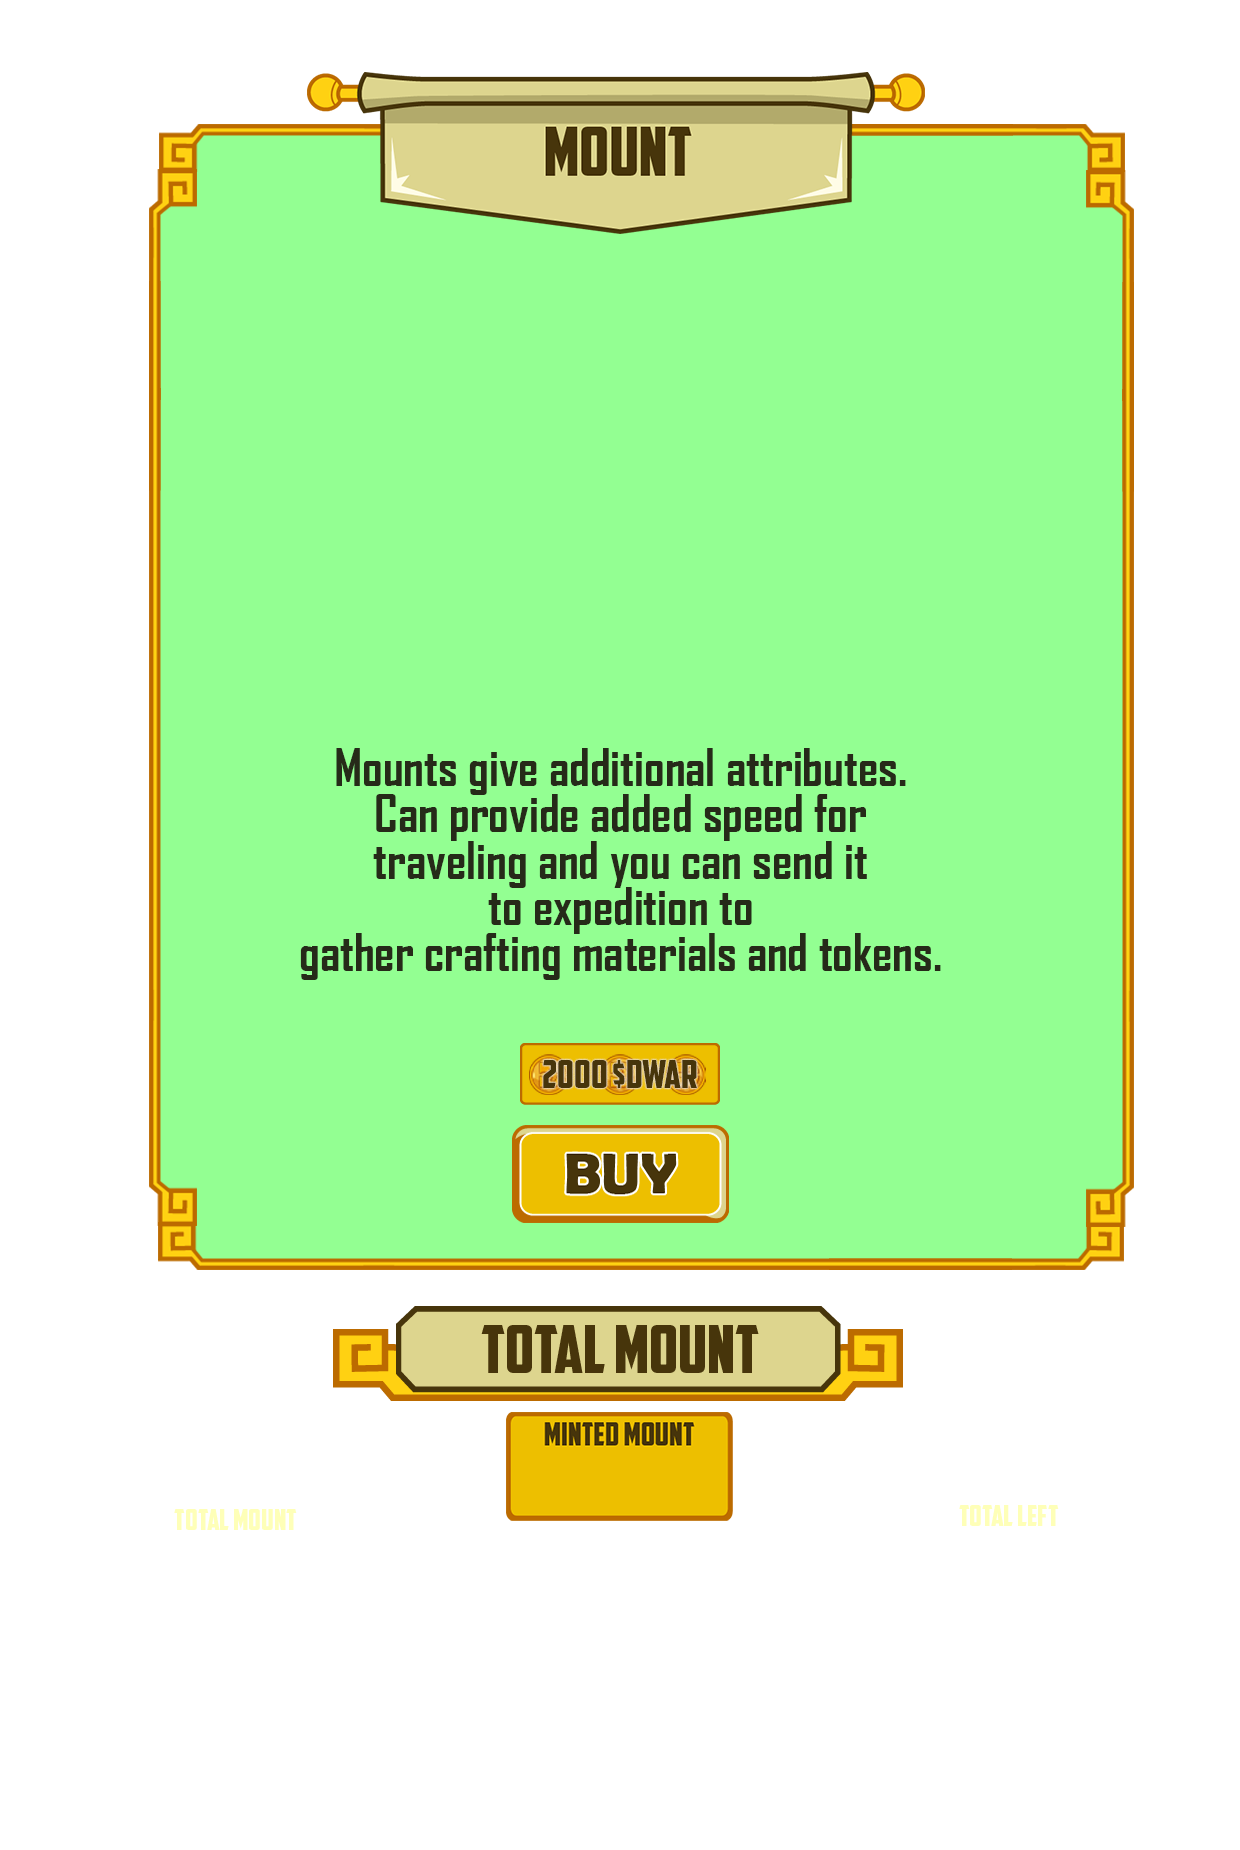 MOUNT
Mounts give additional attributes.
Can provide added speed for
traveling and you can send it
to expedition to
gather crafting materials and tokens.
2000 $DWAR
BUY
TOTAL MOUNT
MINTED MOUNT
TOTAL MOUNT
TOTAL LEFT